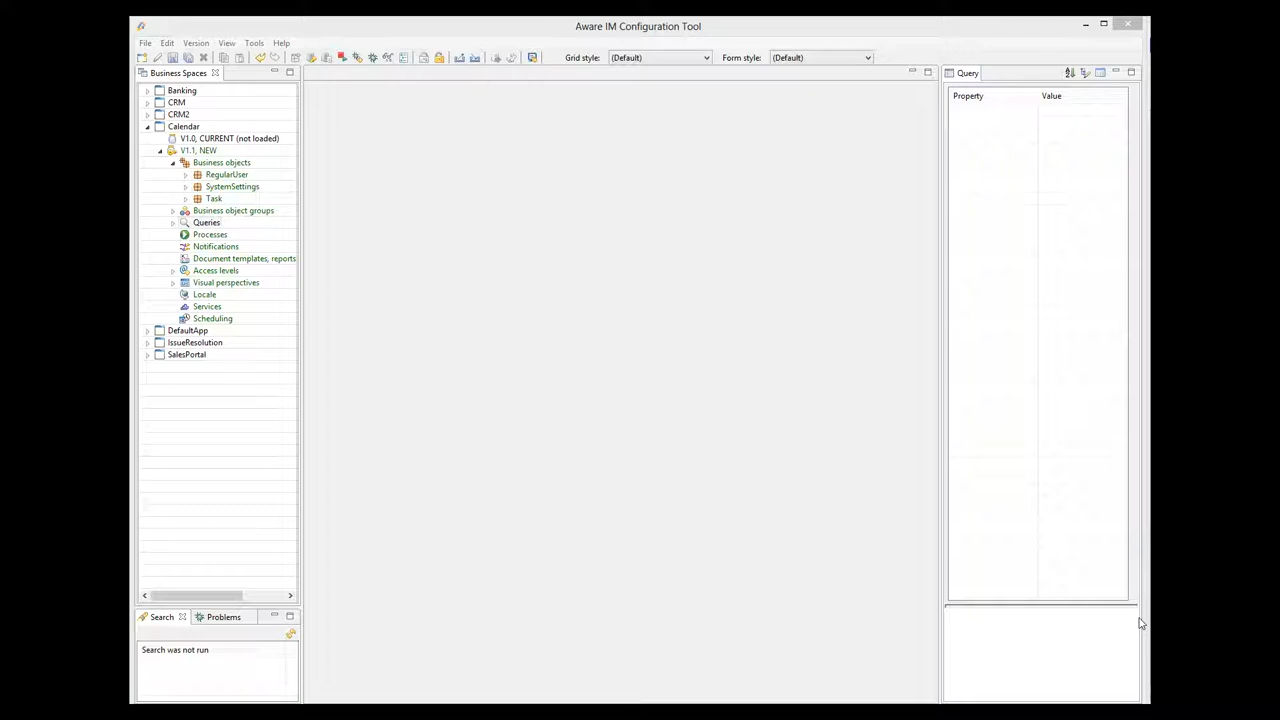 Aware IM Configuration Tool
File Edit Version View Tools Help
Grid style: (Default) Form style: (Default)
Business Spaces
Query
Banking
CRM
CRM2
Calendar
V1.0, CURRENT (not loaded)
V1.1, NEW
Business objects
RegularUser
SystemSettings
Task
Business object groups
Queries
Processes
Notifications
Document templates, reports
Access levels
Visual perspectives
Locale
Services
Scheduling
DefaultApp
IssueResolution
SalesPortal
Property Value
Search Problems
Search was not run